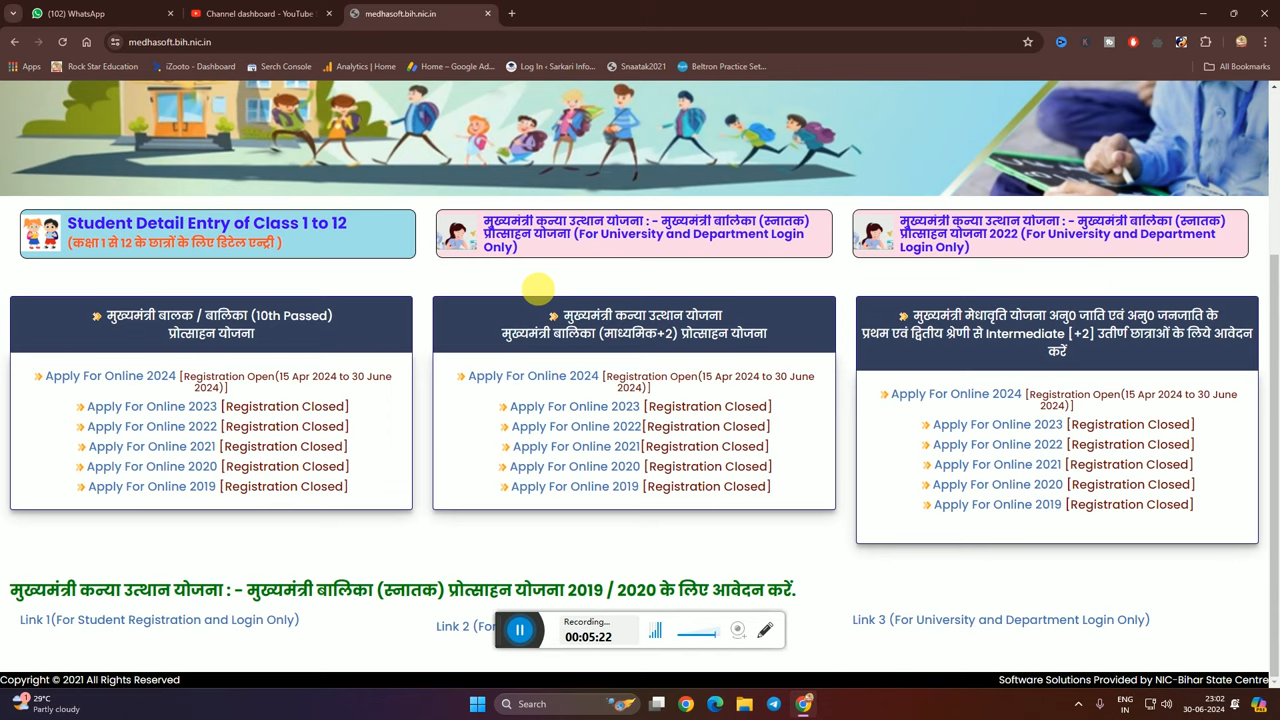 (102) WhatsApp
Channel dashboard - YouTube S
medhasoft.bih.nic.in
medhasoft.bih.nic.in
Apps
Rock Star Education
iZooto - Dashboard
Serch Console
Analytics | Home
Home – Google Ad...
Log In ‹ Sarkari Info...
Snaatak2021
Beltron Practice Set...
All Bookmarks
Student Detail Entry of Class 1 to 12
(कक्षा 1 से 12 के छात्रों के लिए डिटेल एन्ट्री )
मुख्यमंत्री कन्या उत्थान योजना : - मुख्यमंत्री बालिका (स्नातक)
प्रोत्साहन योजना (For University and Department Login
Only)
मुख्यमंत्री कन्या उत्थान योजना : - मुख्यमंत्री बालिका (स्नातक)
प्रोत्साहन योजना 2022 (For University and Department
Login Only)
मुख्यमंत्री बालक / बालिका (10th Passed)
प्रोत्साहन योजना
Apply For Online 2024 [Registration Open(15 Apr 2024 to 30 June
2024)]
Apply For Online 2023 [Registration Closed]
Apply For Online 2022 [Registration Closed]
Apply For Online 2021 [Registration Closed]
Apply For Online 2020 [Registration Closed]
Apply For Online 2019 [Registration Closed]
मुख्यमंत्री कन्या उत्थान योजना
मुख्यमंत्री बालिका (माध्यमिक+2) प्रोत्साहन योजना
Apply For Online 2024 [Registration Open(15 Apr 2024 to 30 June
2024)]
Apply For Online 2023 [Registration Closed]
Apply For Online 2022[Registration Closed]
Apply For Online 2021[Registration Closed]
Apply For Online 2020 [Registration Closed]
Apply For Online 2019 [Registration Closed]
मुख्यमंत्री मेधावृति योजना अनु0 जाति एवं अनु0 जनजाति के
प्रथम एवं द्वितीय श्रेणी से Intermediate [+2] उतीर्ण छात्राओं के लिये आवेदन
करें
Apply For Online 2024 [Registration Open(15 Apr 2024 to 30 June
2024)]
Apply For Online 2023 [Registration Closed]
Apply For Online 2022 [Registration Closed]
Apply For Online 2021 [Registration Closed]
Apply For Online 2020 [Registration Closed]
Apply For Online 2019 [Registration Closed]
मुख्यमंत्री कन्या उत्थान योजना : - मुख्यमंत्री बालिका (स्नातक) प्रोत्साहन योजना 2019 / 2020 के लिए आवेदन करें.
Link 1(For Student Registration and Login Only)
Link 2 (For
Link 3 (For University and Department Login Only)
Recording...
00:05:22
Copyright © 2021 All Rights Reserved
Software Solutions Provided by NIC-Bihar State Centre
1
29°C
Partly cloudy
Search
ENG
IN
23:02
30-06-2024